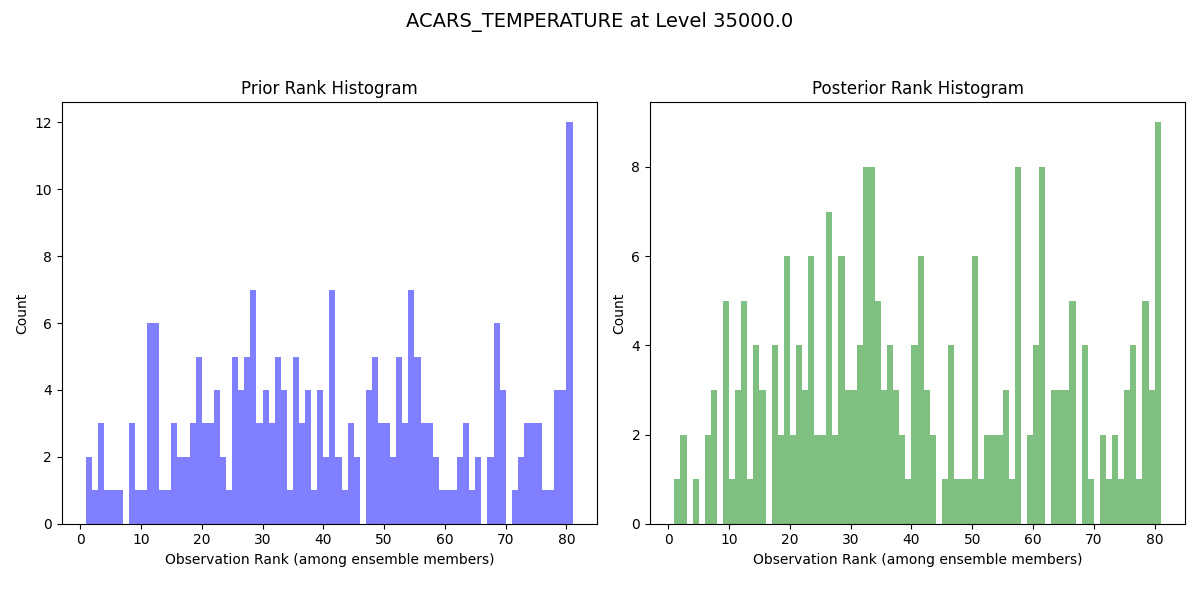 ACARS_TEMPERATURE at Level 35000.0
Prior Rank Histogram
Count
12
10
8
6
4
2
0
0 10 20 30 40 50 60 70 80
Observation Rank (among ensemble members)
Posterior Rank Histogram
Count
8
6
4
2
0
0 10 20 30 40 50 60 70 80
Observation Rank (among ensemble members)